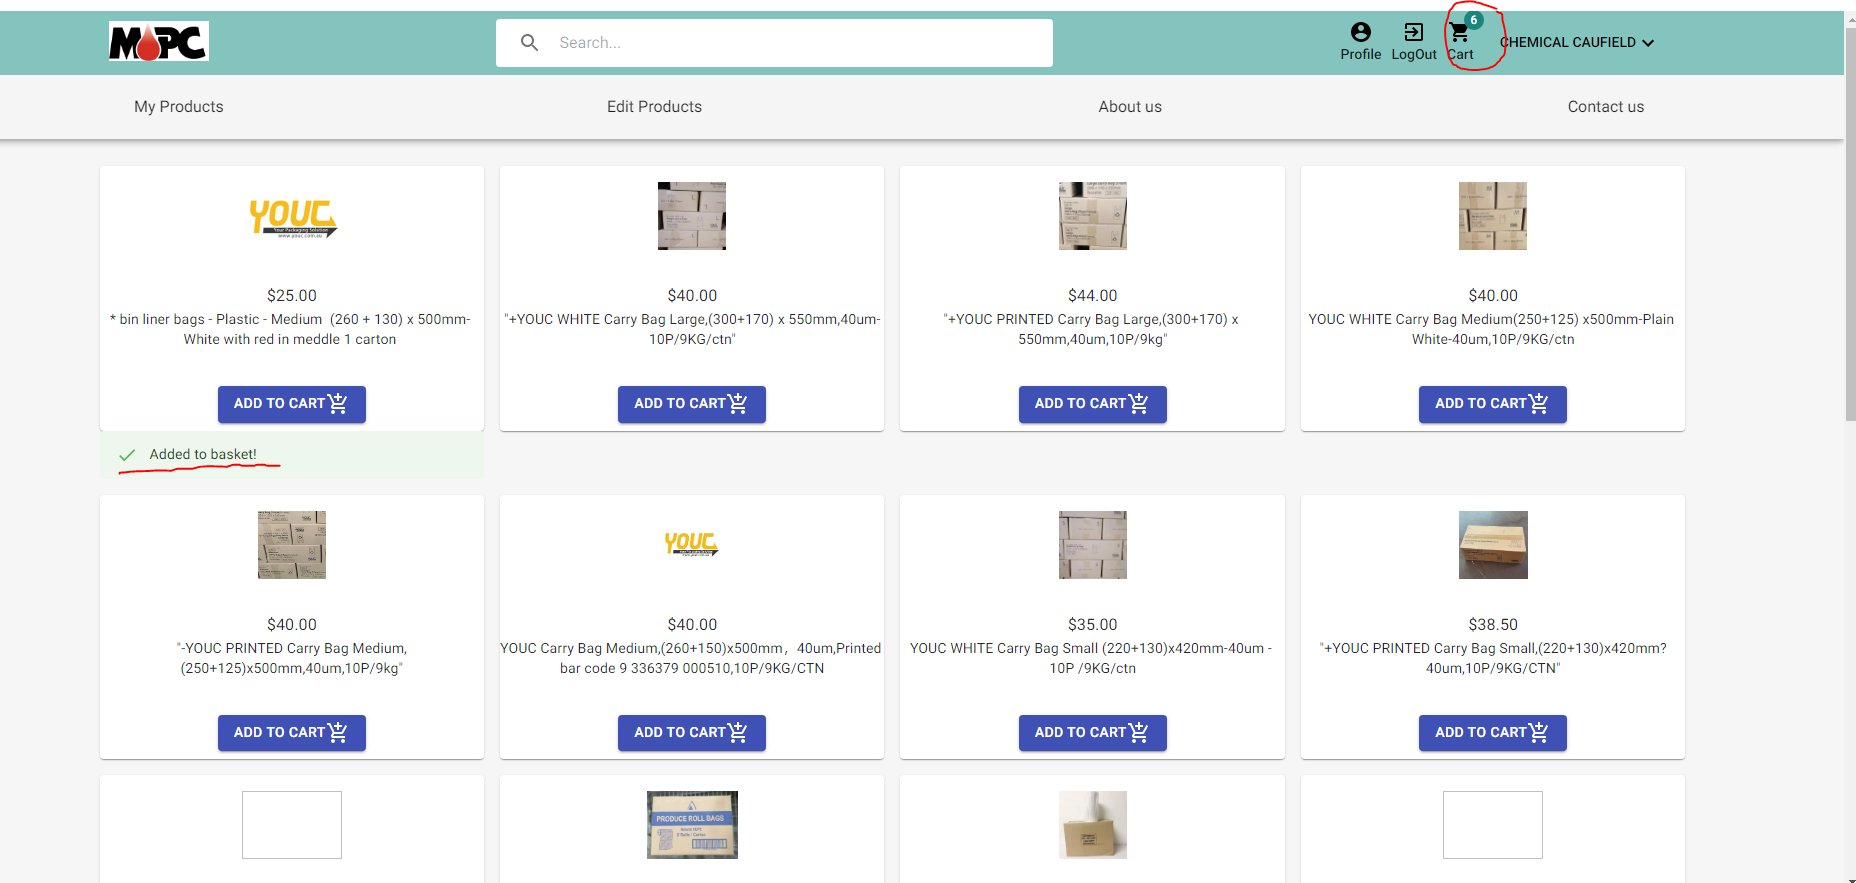 MOPC
Search...
6
Profile
LogOut
Cart
CHEMICAL CAUFIELD
My Products
Edit Products
About us
Contact us
YOUC
Your Packaging Solution
www.youc.com.au
$25.00
* bin liner bags - Plastic - Medium (260 + 130) x 500mm-
White with red in meddle 1 carton
ADD TO CART
$40.00
"+YOUC WHITE Carry Bag Large,(300+170) x 550mm,40um-
10P/9KG/ctn"
ADD TO CART
$44.00
"+YOUC PRINTED Carry Bag Large,(300+170) x
550mm,40um,10P/9kg"
ADD TO CART
$40.00
YOUC WHITE Carry Bag Medium(250+125) x500mm-Plain
White-40um,10P/9KG/ctn
ADD TO CART
Added to basket!
$40.00
"-YOUC PRINTED Carry Bag Medium,
(250+125)x500mm,40um,10P/9kg"
ADD TO CART
YOUC
$40.00
YOUC Carry Bag Medium,(260+150)x500mm，40um,Printed
bar code 9 336379 000510,10P/9KG/CTN
ADD TO CART
$35.00
YOUC WHITE Carry Bag Small (220+130)x420mm-40um -
10P /9KG/ctn
ADD TO CART
$38.50
"+YOUC PRINTED Carry Bag Small,(220+130)x420mm?
40um,10P/9KG/CTN"
ADD TO CART
PRODUCE ROLL BAGS